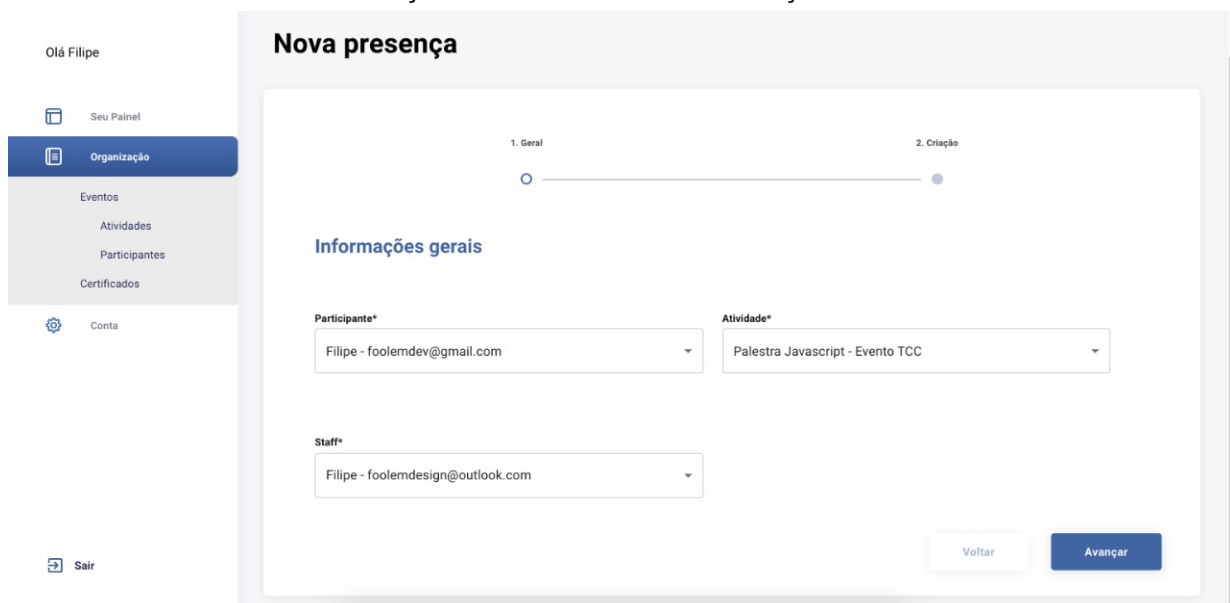 Olá Filipe
Nova presença
Seu Painel
Organização
Eventos
Atividades
Participantes
Certificados
Conta
Sair
1. Geral
2. Criação
Informações gerais
Participante*
Atividade*
Filipe - foolemdev@gmail.com
Palestra Javascript - Evento TCC
Staff*
Filipe - foolemdesign@outlook.com
Voltar
Avançar